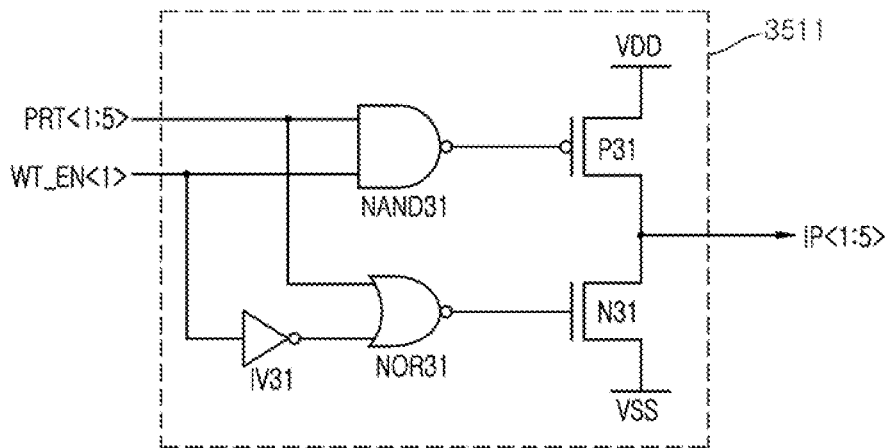 3511
VDD
PRT<1:5>
P31
WT_EN<1>
NAND31
IP<1:5>
N31
IV31
NOR31
VSS